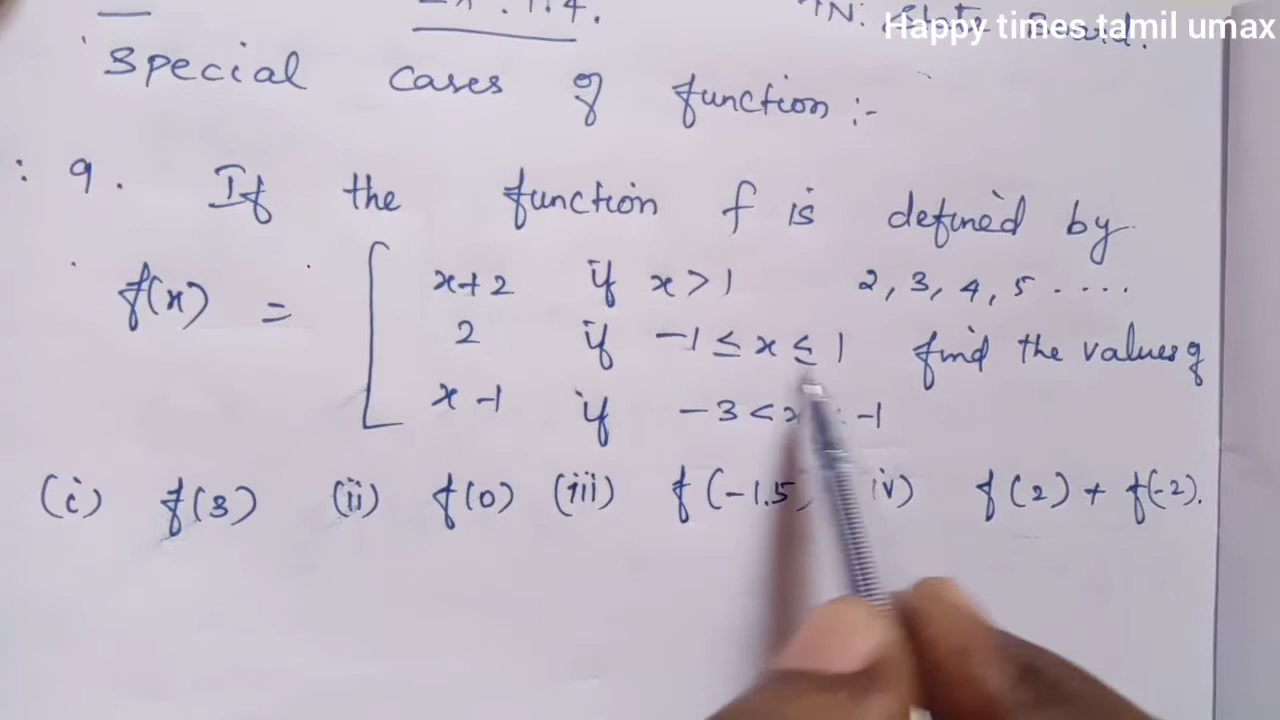 Happy times tamil umax
Special cases of function :-
9. If the function f is defined by
f(x) =
x+2 if x > 1 2, 3, 4, 5 ....
2 if -1 ≤ x ≤ 1 find the values of
x -1 if -3 < x < -1
(i) f(3) (ii) f(0) (iii) f(-1.5) iv) f(2) + f(-2).